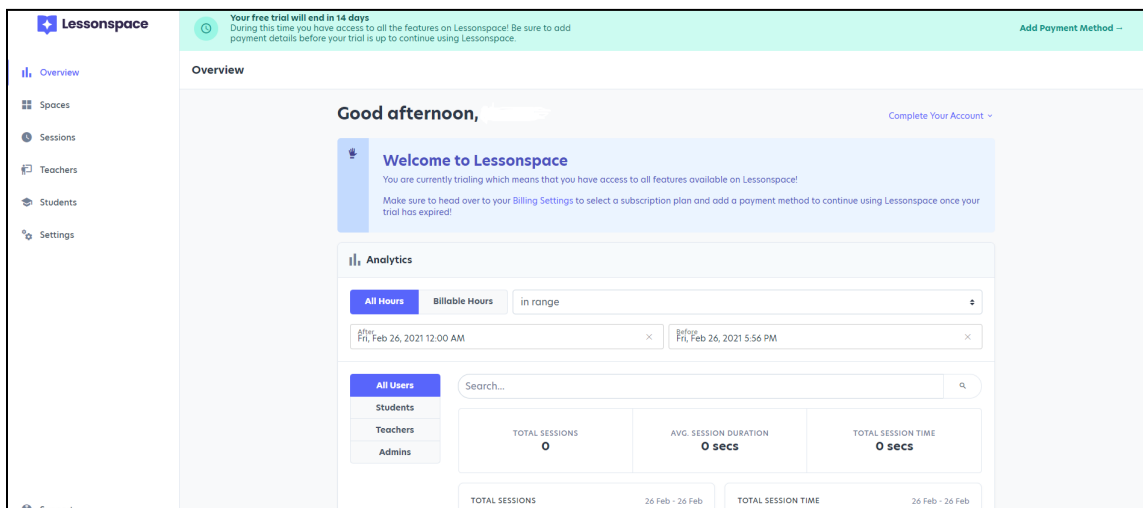 Lessonspace
Your free trial will end in 14 days
During this time you have access to all the features on Lessonspace! Be sure to add
payment details before your trial is up to continue using Lessonspace.
Add Payment Method →
Overview
Spaces
Sessions
Teachers
Students
Settings
Overview
Good afternoon,
Complete Your Account
Welcome to Lessonspace
You are currently trialing which means that you have access to all features available on Lessonspace!
Make sure to head over to your Billing Settings to select a subscription plan and add a payment method to continue using Lessonspace once your
trial has expired!
Analytics
All Hours
Billable Hours
in range
After
Fri, Feb 26, 2021 12:00 AM
Before
Fri, Feb 26, 2021 5:56 PM
All Users
Students
Teachers
Admins
Search...
TOTAL SESSIONS
0
AVG. SESSION DURATION
0 secs
TOTAL SESSION TIME
0 secs
TOTAL SESSIONS
26 Feb - 26 Feb
TOTAL SESSION TIME
26 Feb - 26 Feb